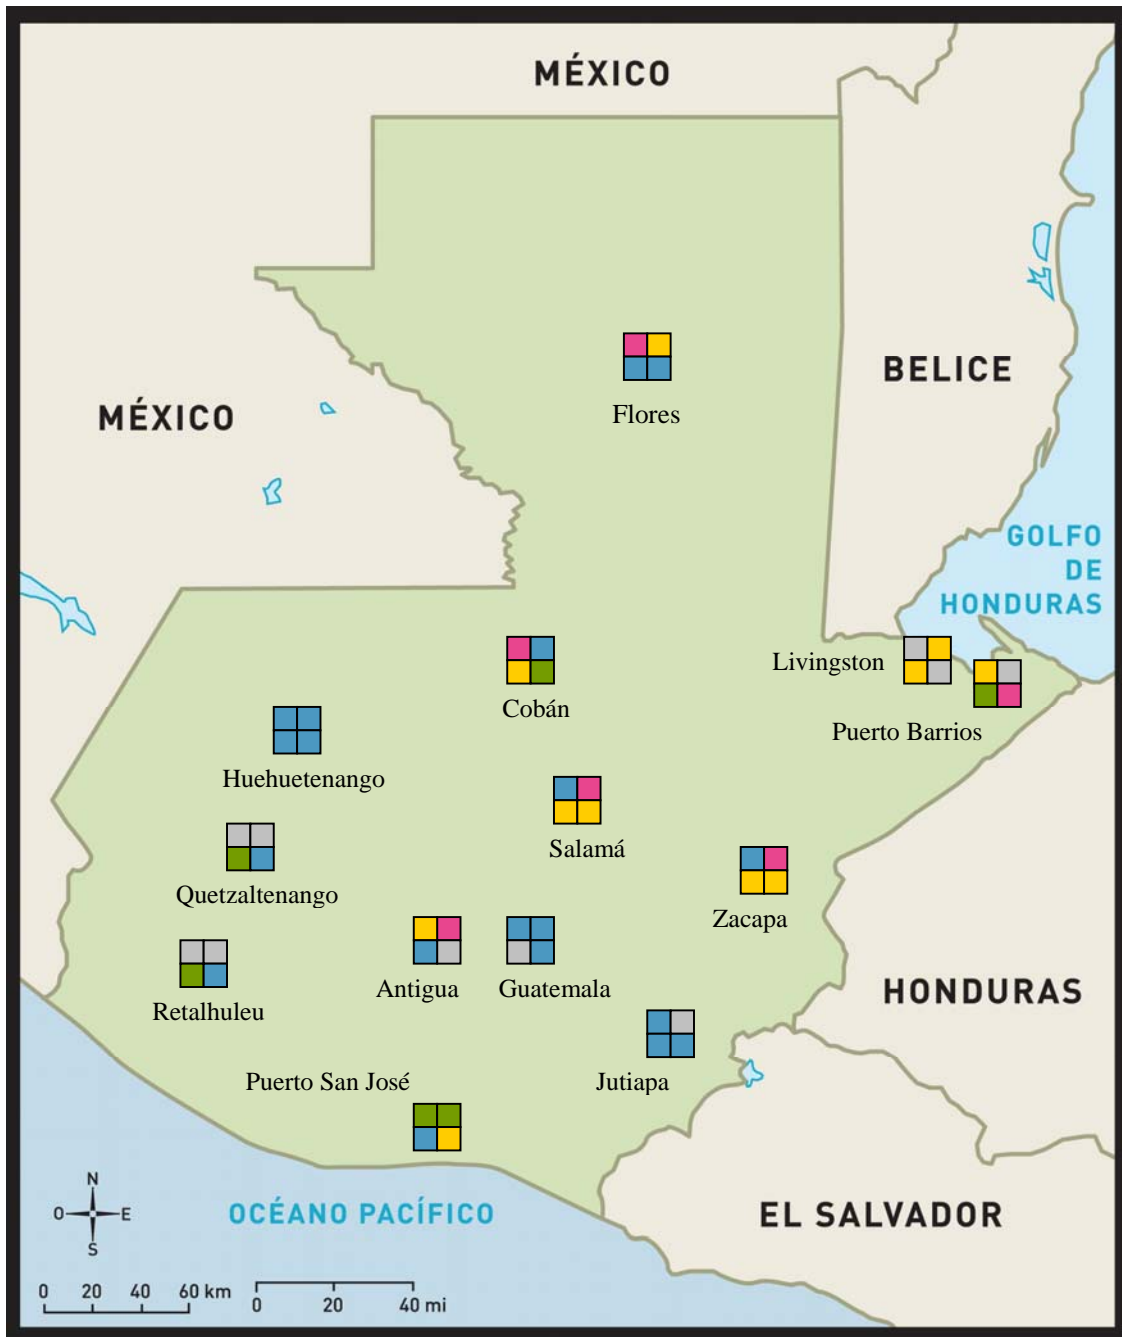 MÉXICO
MÉXICO
BELICE
Flores
GOLFO
DE
HONDURAS
Livingston
Cobán
Puerto Barrios
Huehuetenango
Salamá
Quetzaltenango
Zacapa
Antigua
Guatemala
Retalhuleu
HONDURAS
Puerto San José
Jutiapa
N
O
E
S
OCÉANO PACÍFICO
EL SALVADOR
0 20 40 60 km
0 20 40 mi